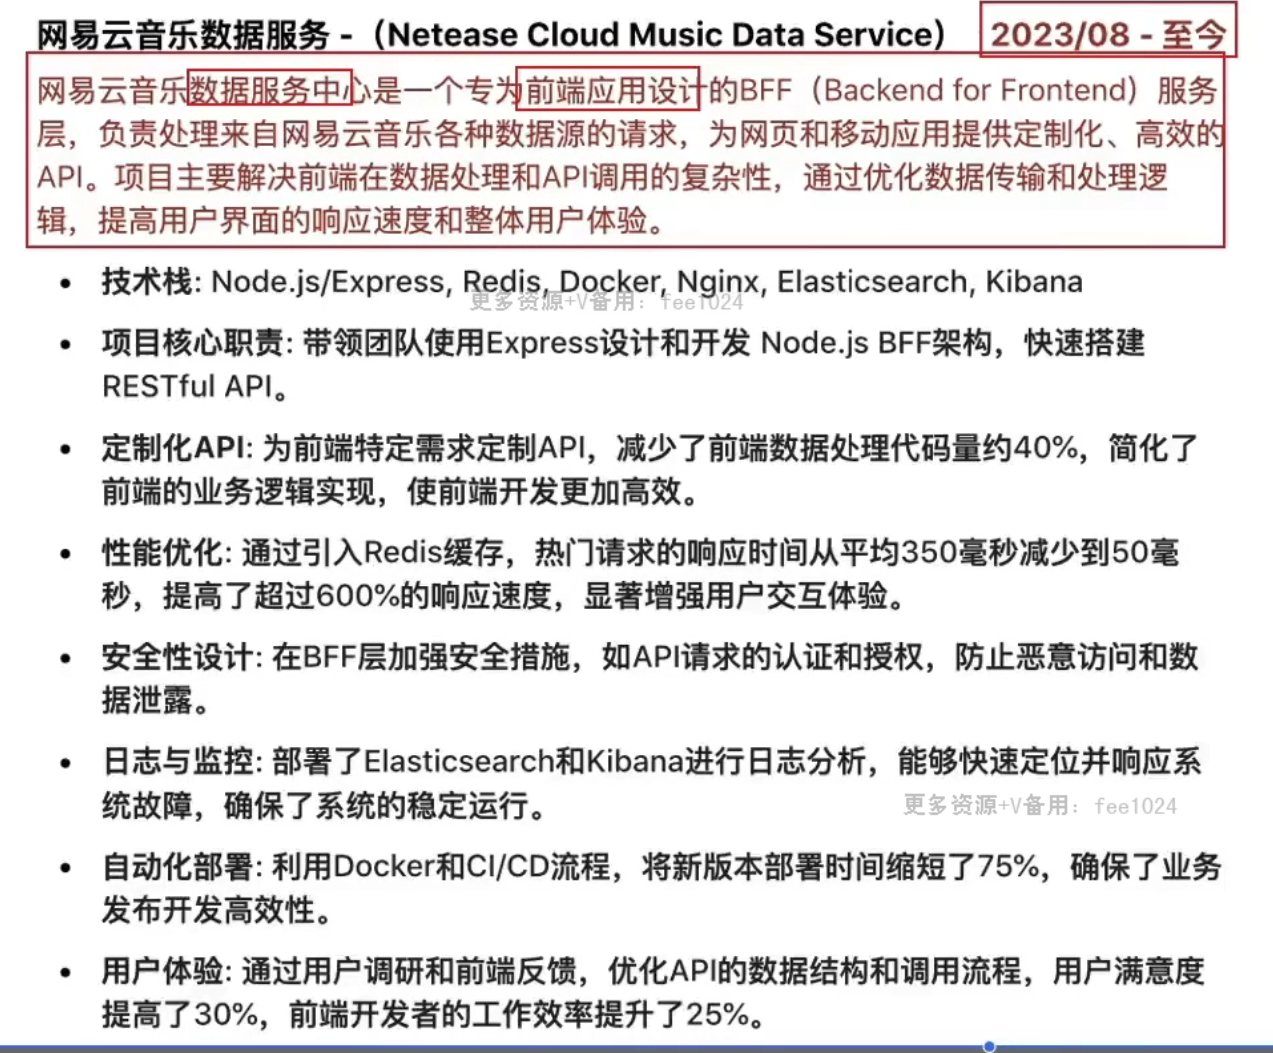 网易云音乐数据服务 -（Netease Cloud Music Data Service） 2023/08 - 至今
网易云音乐数据服务中心是一个专为前端应用设计的BFF（Backend for Frontend）服务
层，负责处理来自网易云音乐各种数据源的请求，为网页和移动应用提供定制化、高效的
API。项目主要解决前端在数据处理和API调用的复杂性，通过优化数据传输和处理逻
辑，提高用户界面的响应速度和整体用户体验。
• 技术栈: Node.js/Express, Redis, Docker, Nginx, Elasticsearch, Kibana
更多资源+V备用：fee1024
• 项目核心职责: 带领团队使用Express设计和开发 Node.js BFF架构，快速搭建
RESTful API。
• 定制化API: 为前端特定需求定制API，减少了前端数据处理代码量约40%，简化了
前端的业务逻辑实现，使前端开发更加高效。
• 性能优化: 通过引入Redis缓存，热门请求的响应时间从平均350毫秒减少到50毫
秒，提高了超过600%的响应速度，显著增强用户交互体验。
• 安全性设计: 在BFF层加强安全措施，如API请求的认证和授权，防止恶意访问和数
据泄露。
• 日志与监控: 部署了Elasticsearch和Kibana进行日志分析，能够快速定位并响应系
统故障，确保了系统的稳定运行。
更多资源+V备用：fee1024
• 自动化部署: 利用Docker和CI/CD流程，将新版本部署时间缩短了75%，确保了业务
发布开发高效性。
• 用户体验: 通过用户调研和前端反馈，优化API的数据结构和调用流程，用户满意度
提高了30%，前端开发者的工作效率提升了25%。